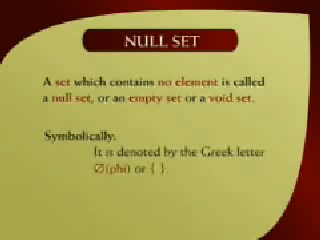 NULL SET
A set which contains no element is called
a null set, or an empty set or a void set.
Symbolically,
It is denoted by the Greek letter
∅(phi) or { }.